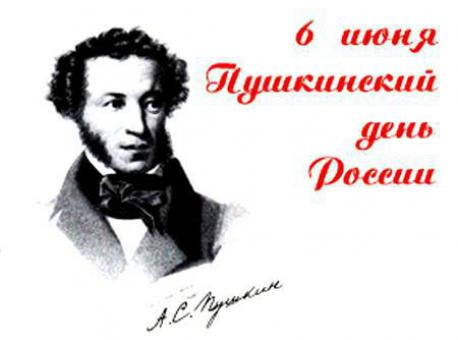 6 июня
Пушкинский
день
России
А.С. Пушкин